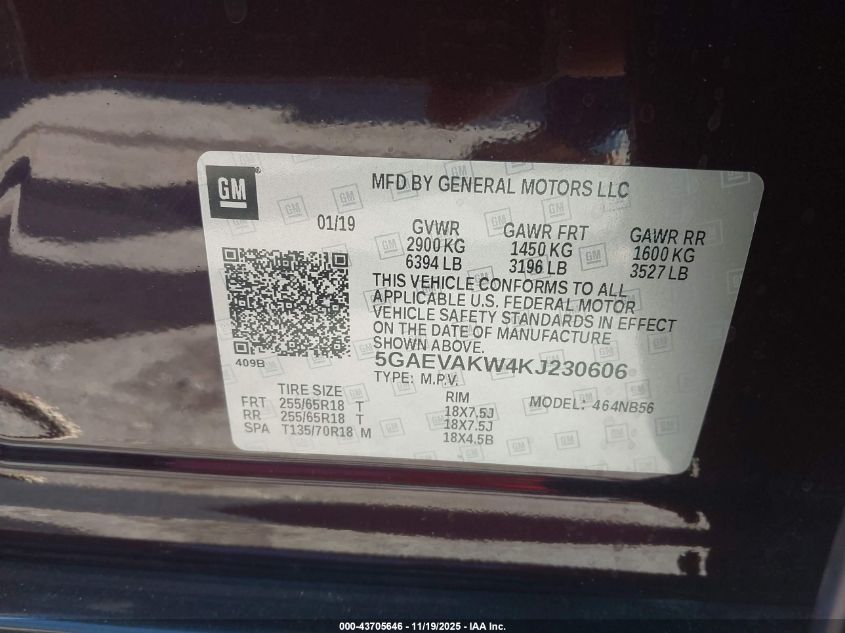 GM
MFD BY GENERAL MOTORS LLC
01/19
GVWR GAWR FRT GAWR RR
2900 KG 1450 KG 1600 KG
6394 LB 3196 LB 3527 LB
THIS VEHICLE CONFORMS TO ALL
APPLICABLE U.S. FEDERAL MOTOR
VEHICLE SAFETY STANDARDS IN EFFECT
ON THE DATE OF MANUFACTURE
SHOWN ABOVE.
409B
5GAEVAKW4KJ230606
TYPE: M.P.V.
TIRE SIZE RIM MODEL: 464NB56
FRT 255/65R18 T 18X7.5J
RR 255/65R18 T 18X7.5J
SPA T135/70R18 M 18X4.5B
000-43705646 - 11/19/2025 - IAA Inc.